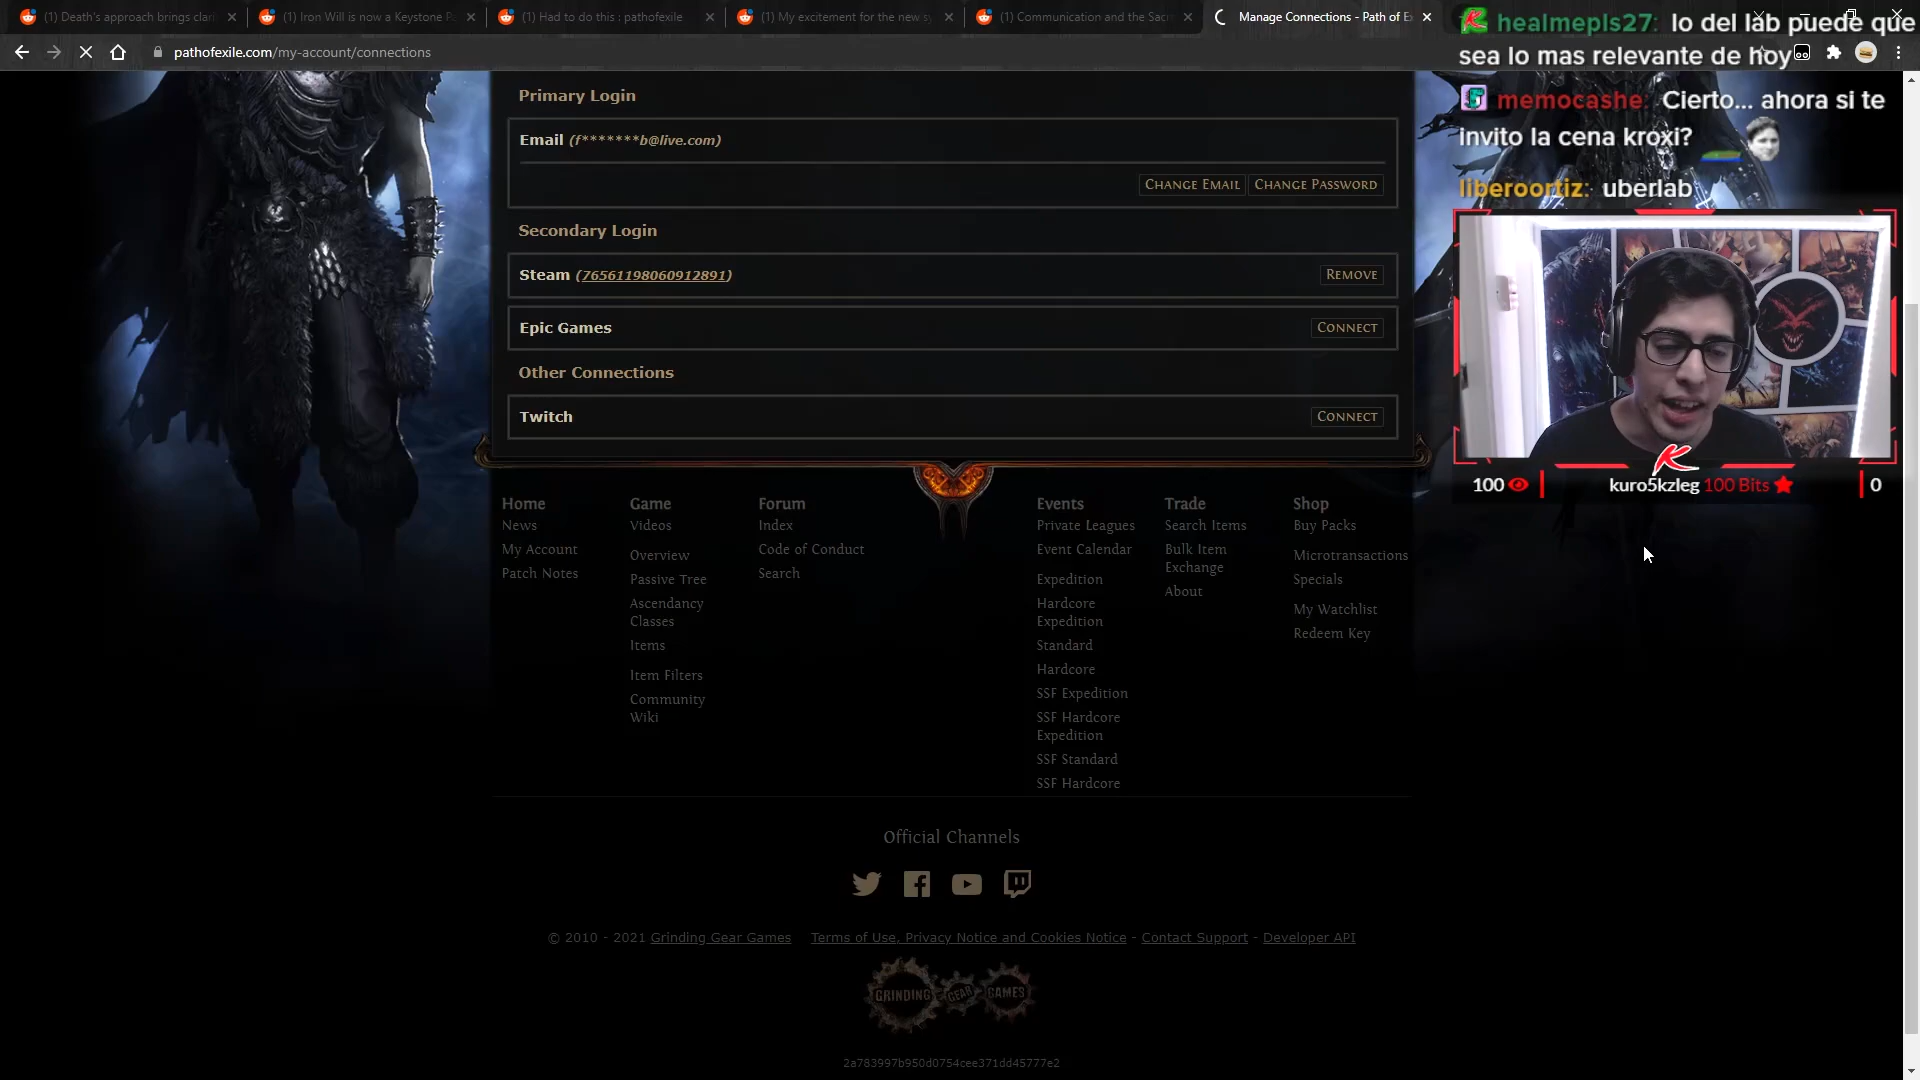 (1) Death's approach brings clari
(1) Iron Will is now a Keystone Pa
(1) Had to do this : pathofexile
(1) My excitement for the new sy
(1) Communication and the Sacr
Manage Connections - Path of Ex
pathofexile.com/my-account/connections
healmepls27: lo del lab puede que
sea lo mas relevante de hoy
memocashe: Cierto... ahora si te
invito la cena kroxi?
liberoortiz: uberlab
Primary Login
Email (f*******b@live.com)
CHANGE EMAIL CHANGE PASSWORD
Secondary Login
Steam (76561198060912891) REMOVE
Epic Games CONNECT
Other Connections
Twitch CONNECT
100 kuro5kzleg 100 Bits 0
Home
News
My Account
Patch Notes
Game
Videos
Overview
Passive Tree
Ascendancy
Classes
Items
Item Filters
Community
Wiki
Forum
Index
Code of Conduct
Search
Events
Private Leagues
Event Calendar
Expedition
Hardcore
Expedition
Standard
Hardcore
SSF Expedition
SSF Hardcore
Expedition
SSF Standard
SSF Hardcore
Trade
Search Items
Bulk Item
Exchange
About
Shop
Buy Packs
Microtransactions
Specials
My Watchlist
Redeem Key
Official Channels
© 2010 - 2021 Grinding Gear Games Terms of Use, Privacy Notice and Cookies Notice - Contact Support - Developer API
GRINDING GEAR GAMES
2a783997b950d0754cee371dd45777e2